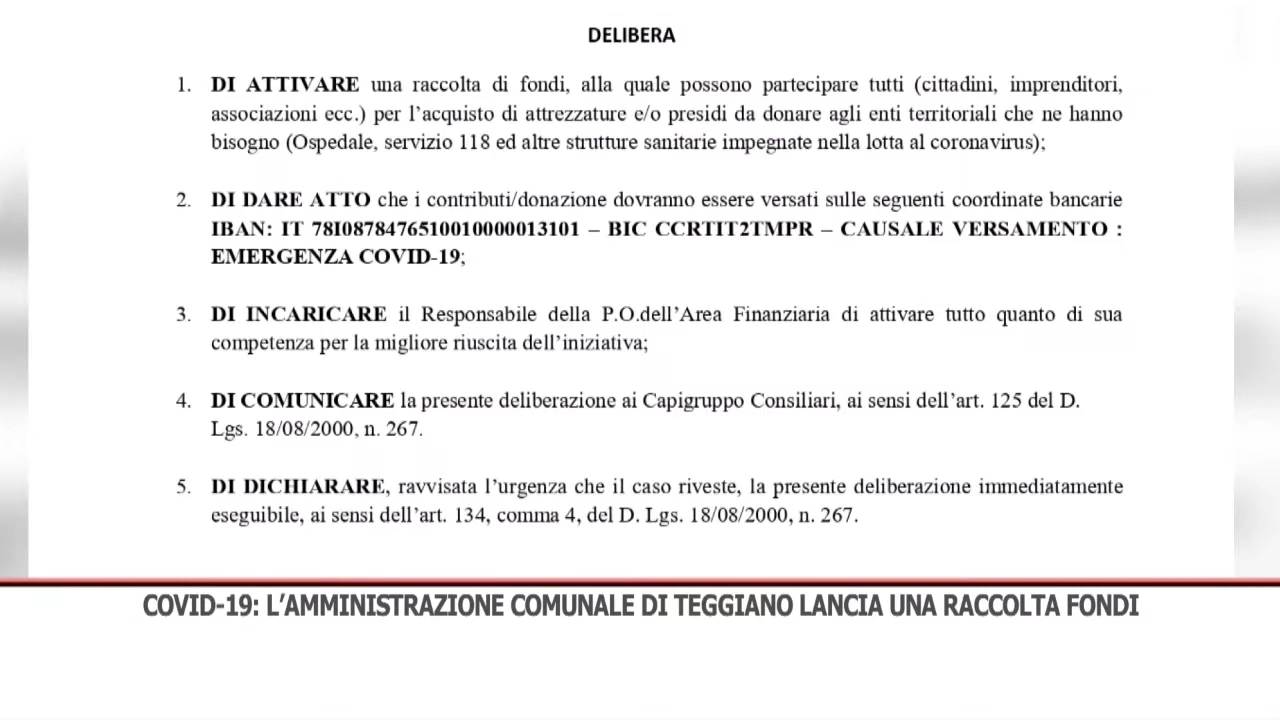 DELIBERA
1. DI ATTIVARE una raccolta di fondi, alla quale possono partecipare tutti (cittadini, imprenditori,
associazioni ecc.) per l’acquisto di attrezzature e/o presidi da donare agli enti territoriali che ne hanno
bisogno (Ospedale, servizio 118 ed altre strutture sanitarie impegnate nella lotta al coronavirus);
2. DI DARE ATTO che i contributi/donazione dovranno essere versati sulle seguenti coordinate bancarie
IBAN: IT 78I0878476510010000013101 – BIC CCRTIT2TMPR – CAUSALE VERSAMENTO :
EMERGENZA COVID-19;
3. DI INCARICARE il Responsabile della P.O.dell’Area Finanziaria di attivare tutto quanto di sua
competenza per la migliore riuscita dell’iniziativa;
4. DI COMUNICARE la presente deliberazione ai Capigruppo Consiliari, ai sensi dell’art. 125 del D.
Lgs. 18/08/2000, n. 267.
5. DI DICHIARARE, ravvisata l’urgenza che il caso riveste, la presente deliberazione immediatamente
eseguibile, ai sensi dell’art. 134, comma 4, del D. Lgs. 18/08/2000, n. 267.
COVID-19: L’AMMINISTRAZIONE COMUNALE DI TEGGIANO LANCIA UNA RACCOLTA FONDI